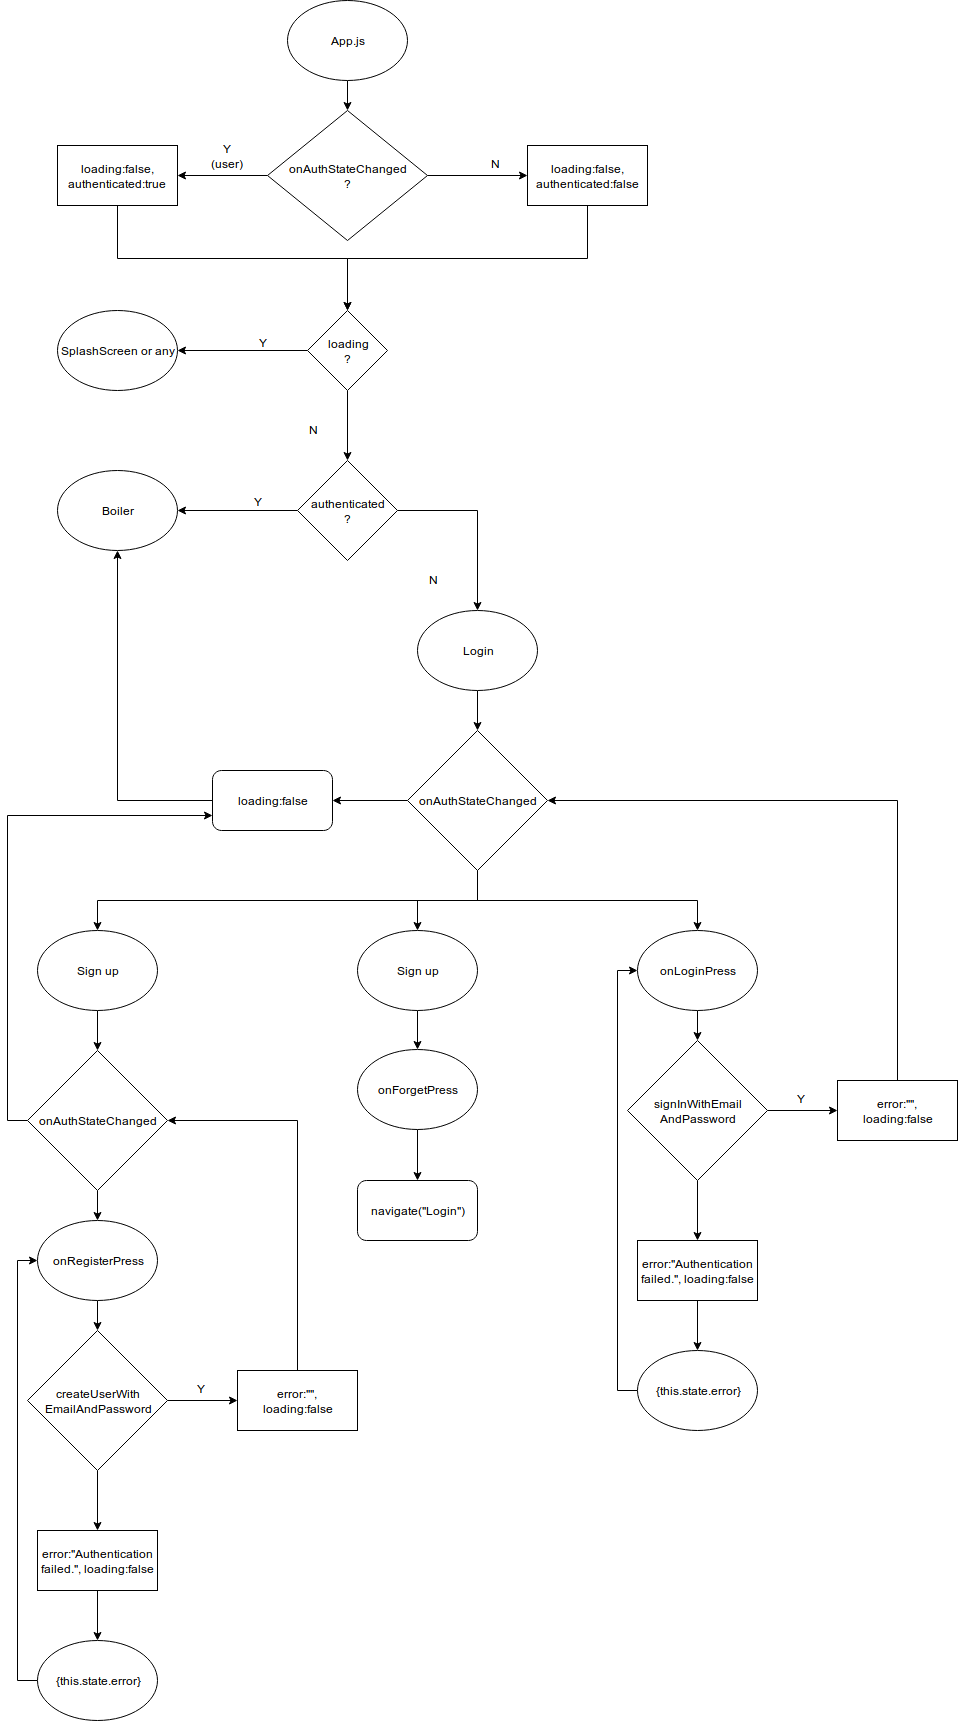 App.js
Y
(user)
onAuthStateChanged
?
N
loading:false,
authenticated:true
loading:false,
authenticated:false
loading
?
Y
SplashScreen or any
N
authenticated
?
Y
Boiler
N
Login
onAuthStateChanged
loading:false
Sign up
Sign up
onLoginPress
onAuthStateChanged
onForgetPress
signInWithEmail
AndPassword
Y
error:"",
loading:false
navigate("Login")
onRegisterPress
error:"Authentication
failed.", loading:false
createUserWith
EmailAndPassword
Y
error:"",
loading:false
{this.state.error}
error:"Authentication
failed.", loading:false
{this.state.error}